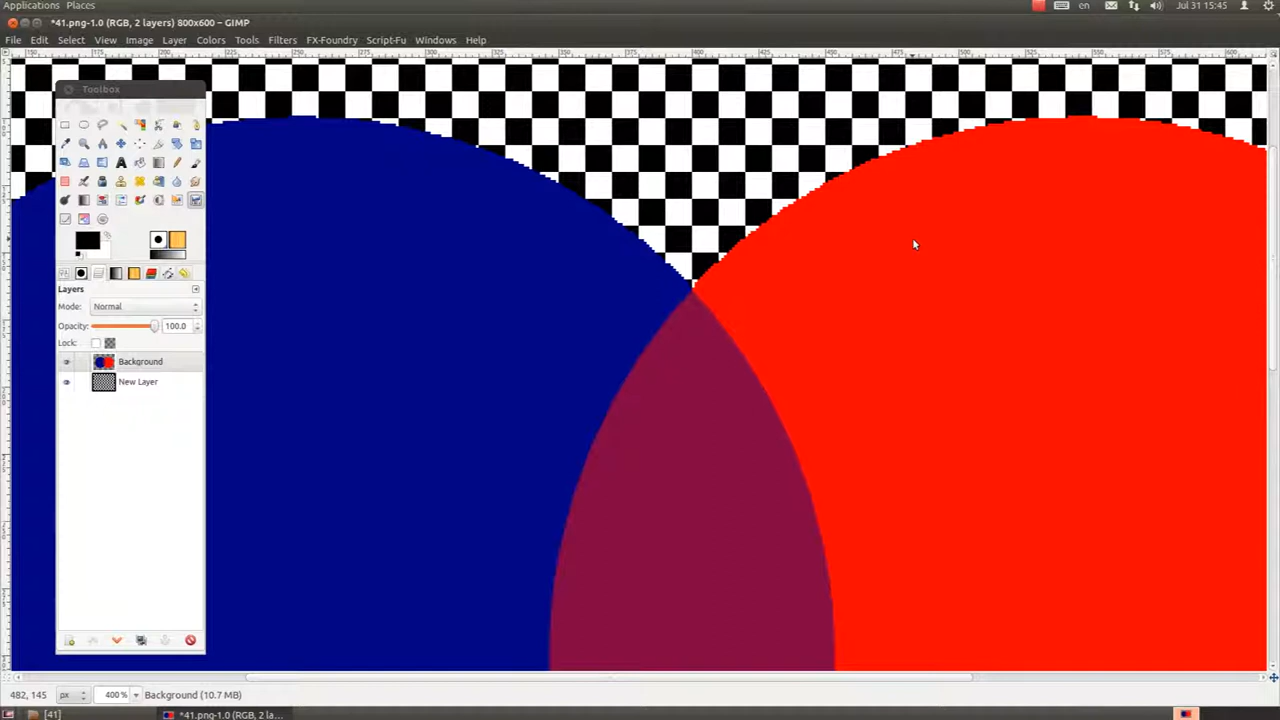 Applications Places en Jul 31 15:45
*41.png-1.0 (RGB, 2 layers) 800x600 – GIMP
File Edit Select View Image Layer Colors Tools Filters FX-Foundry Script-Fu Windows Help
Toolbox
Layers
Mode: Normal
Opacity: 100.0
Lock:
Background
New Layer
482, 145 px 400% Background (10.7 MB)
[41] *41.png-1.0 (RGB, 2 la...